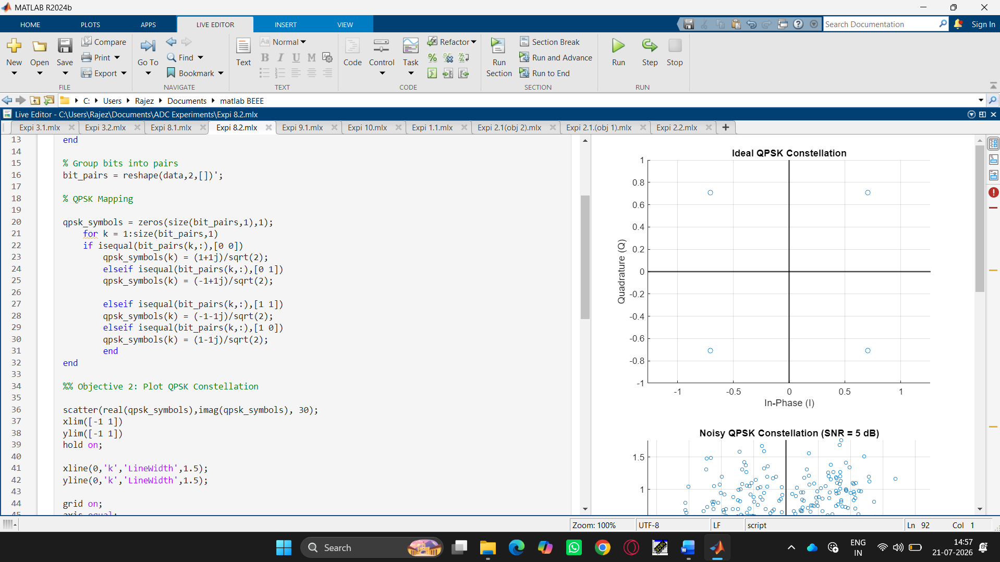 MATLAB R2024b
HOME PLOTS APPS LIVE EDITOR INSERT VIEW
Search Documentation
Sign In
New Open Save
Compare
Print
Export
FILE
Go To
Find
Bookmark
NAVIGATE
Text
Aa Normal
B I U M
TEXT
Code Control Task
Refactor
CODE
Run Section
Section Break
Run and Advance
Run to End
SECTION
Run Step Stop
RUN
C: Users Rajez Documents matlab BEEE
Live Editor - C:\Users\Rajez\Documents\ADC Experiments\Expi 8.2.mlx
Expi 3.1.mlx Expi 3.2.mlx Expi 8.1.mlx Expi 8.2.mlx Expi 9.1.mlx Expi 10.mlx Expi 1.1.mlx Expi 2.1(obj 2).mlx Expi 2.1.(obj 1).mlx Expi 2.2.mlx
13 end
14
15 % Group bits into pairs
16 bit_pairs = reshape(data,2,[])';
17
18 % QPSK Mapping
19
20 qpsk_symbols = zeros(size(bit_pairs,1),1);
21 for k = 1:size(bit_pairs,1)
22 if isequal(bit_pairs(k,:),[0 0])
23 qpsk_symbols(k) = (1+1j)/sqrt(2);
24 elseif isequal(bit_pairs(k,:),[0 1])
25 qpsk_symbols(k) = (-1+1j)/sqrt(2);
26
27 elseif isequal(bit_pairs(k,:),[1 1])
28 qpsk_symbols(k) = (-1-1j)/sqrt(2);
29 elseif isequal(bit_pairs(k,:),[1 0])
30 qpsk_symbols(k) = (1-1j)/sqrt(2);
31 end
32 end
33
34 %% Objective 2: Plot QPSK Constellation
35
36 scatter(real(qpsk_symbols),imag(qpsk_symbols), 30);
37 xlim([-1 1])
38 ylim([-1 1])
39 hold on;
40
41 xline(0,'k','LineWidth',1.5);
42 yline(0,'k','LineWidth',1.5);
43
44 grid on;
45 axis equal;
Ideal QPSK Constellation
1
0.8
0.6
0.4
0.2
0
-0.2
-0.4
-0.6
-0.8
-1
Quadrature (Q)
-1 -0.5 0 0.5 1
In-Phase (I)
Noisy QPSK Constellation (SNR = 5 dB)
1.5
1
Zoom: 100% UTF-8 LF script Ln 92 Col 1
Search
ENG
IN
14:57
21-07-2026